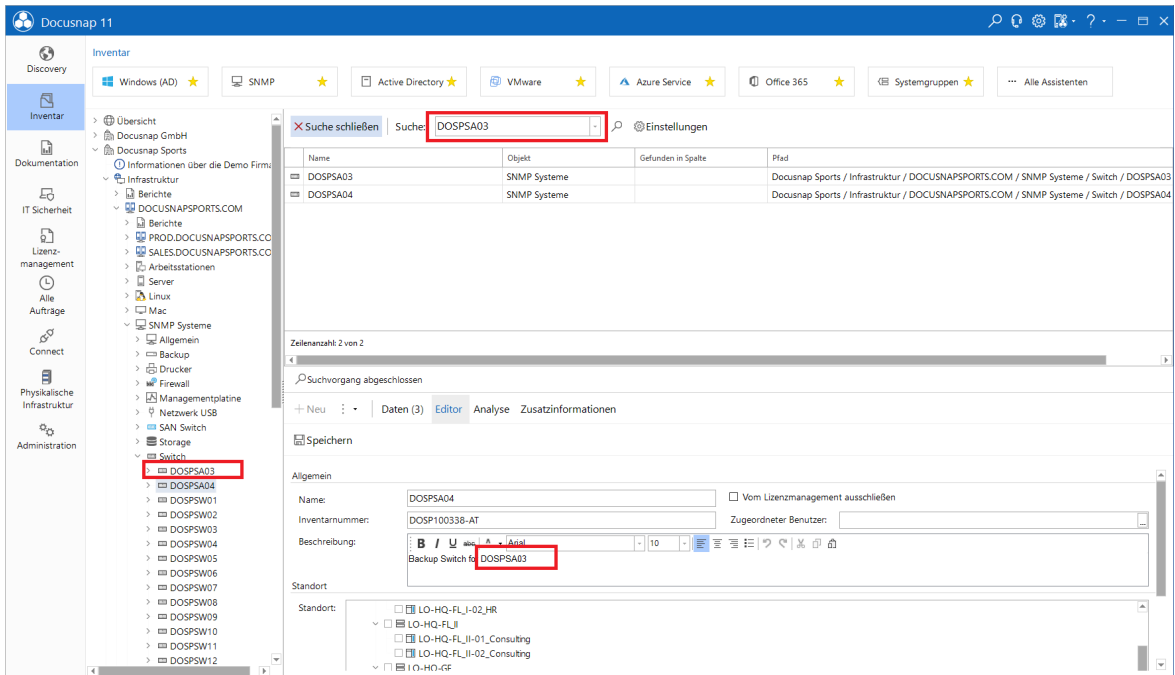 Docusnap 11
Discovery
Inventar
Dokumentation
IT Sicherheit
Lizenz-
management
Alle
Aufträge
Connect
Physikalische
Infrastruktur
Administration
Inventar
Windows (AD)
SNMP
Active Directory
VMware
Azure Service
Office 365
Systemgruppen
Alle Assistenten
Übersicht
Docusnap GmbH
Docusnap Sports
Informationen über die Demo Firma
Infrastruktur
Berichte
DOCUSNAPSPORTS.COM
Berichte
PROD.DOCUSNAPSPORTS.CO
SALES.DOCUSNAPSPORTS.CO
Arbeitsstationen
Server
Linux
Mac
SNMP Systeme
Allgemein
Backup
Drucker
Firewall
Managementplatine
Netzwerk USB
SAN Switch
Storage
Switch
DOSPSA03
DOSPSA04
DOSPSW01
DOSPSW02
DOSPSW03
DOSPSW04
DOSPSW05
DOSPSW06
DOSPSW07
DOSPSW08
DOSPSW09
DOSPSW10
DOSPSW11
DOSPSW12
Suche schließen Suche: DOSPSA03 Einstellungen
Name Objekt Gefunden in Spalte Pfad
DOSPSA03 SNMP Systeme Docusnap Sports / Infrastruktur / DOCUSNAPSPORTS.COM / SNMP Systeme / Switch / DOSPSA03
DOSPSA04 SNMP Systeme Docusnap Sports / Infrastruktur / DOCUSNAPSPORTS.COM / SNMP Systeme / Switch / DOSPSA04
Zeilenanzahl: 2 von 2
Suchvorgang abgeschlossen
Neu Daten (3) Editor Analyse Zusatzinformationen
Speichern
Allgemein
Name: DOSPSA04 Vom Lizenzmanagement ausschließen
Inventarnummer: DOSP100338-AT Zugeordneter Benutzer: ...
Beschreibung: B I U abc A Arial 10
Backup Switch fo DOSPSA03
Standort
Standort: LO-HQ-FL_I-02_HR
LO-HQ-FL_II
LO-HQ-FL_II-01_Consulting
LO-HQ-FL_II-02_Consulting
LO-HQ-GF